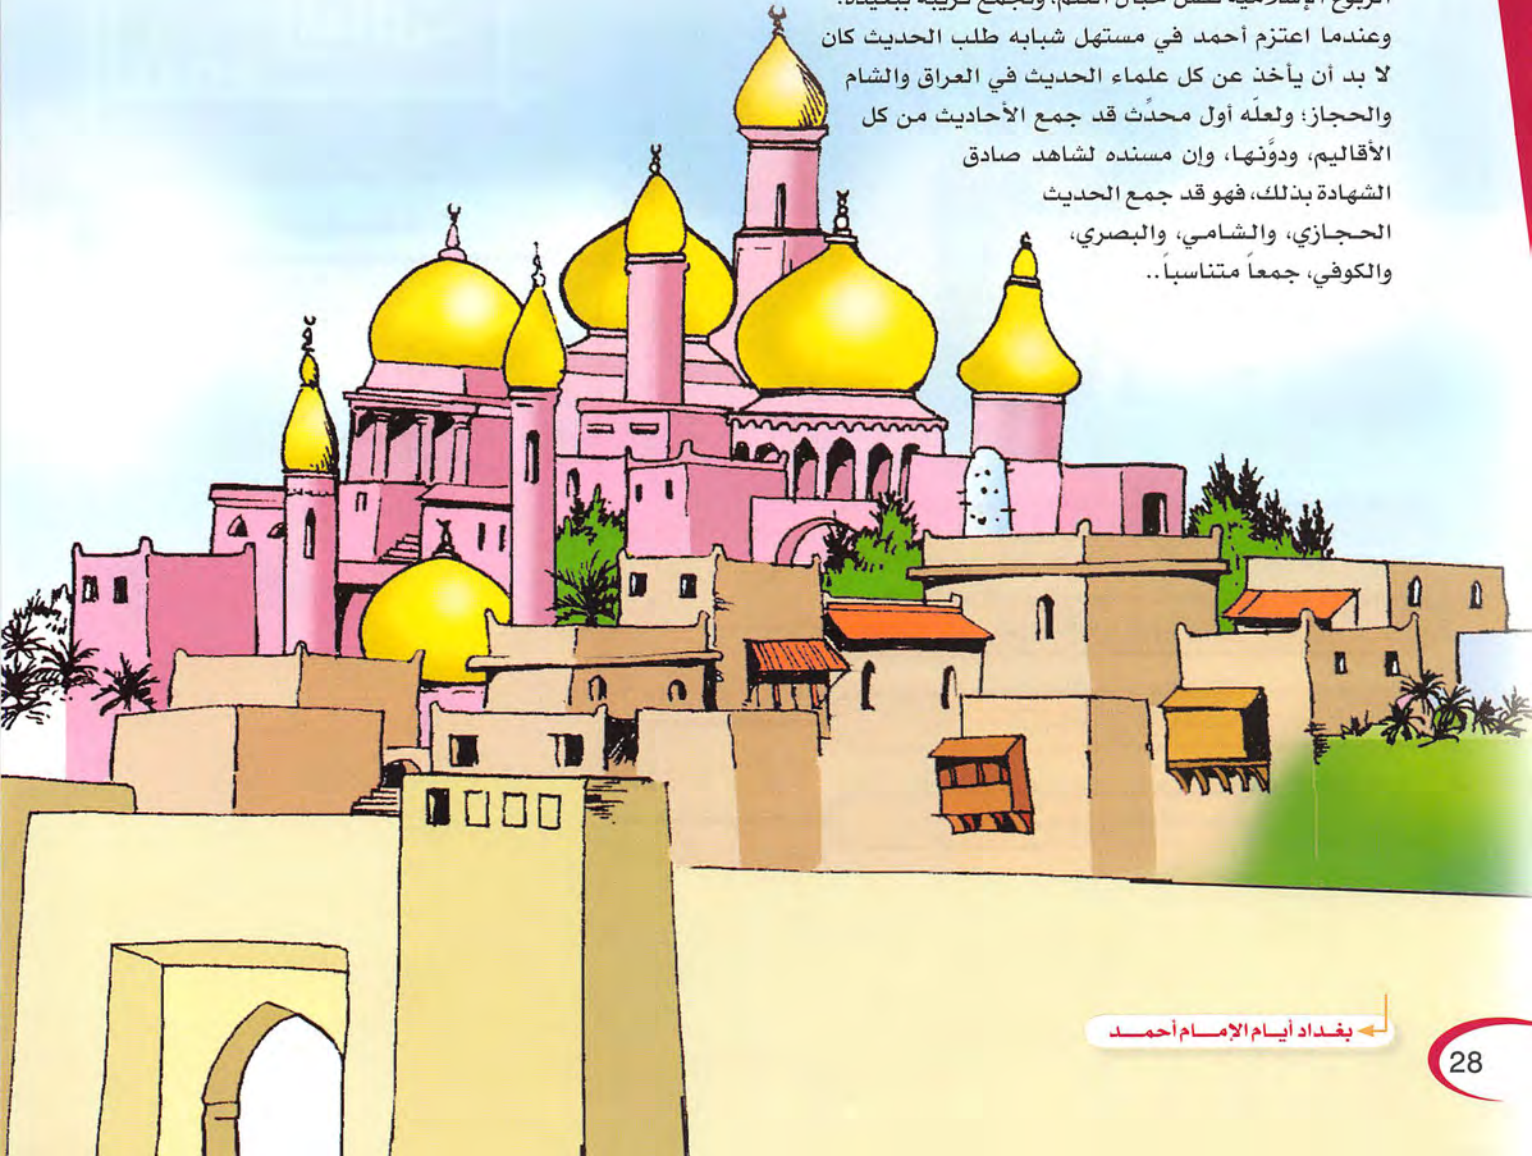 وعندما اعتزم أحمد في مستهل شبابه طلب الحديث كان
لا بد أن يأخذ عن كل علماء الحديث في العراق والشام
والحجاز؛ ولعلّه أول محدِّث قد جمع الأحاديث من كل
الأقاليم، ودوَّنها، وإن مسنده لشاهد صادق
الشهادة بذلك، فهو قد جمع الحديث
الحجازي، والشامي، والبصري،
والكوفي، جمعاً متناسباً..
بغداد أيام الإمام أحمد
28